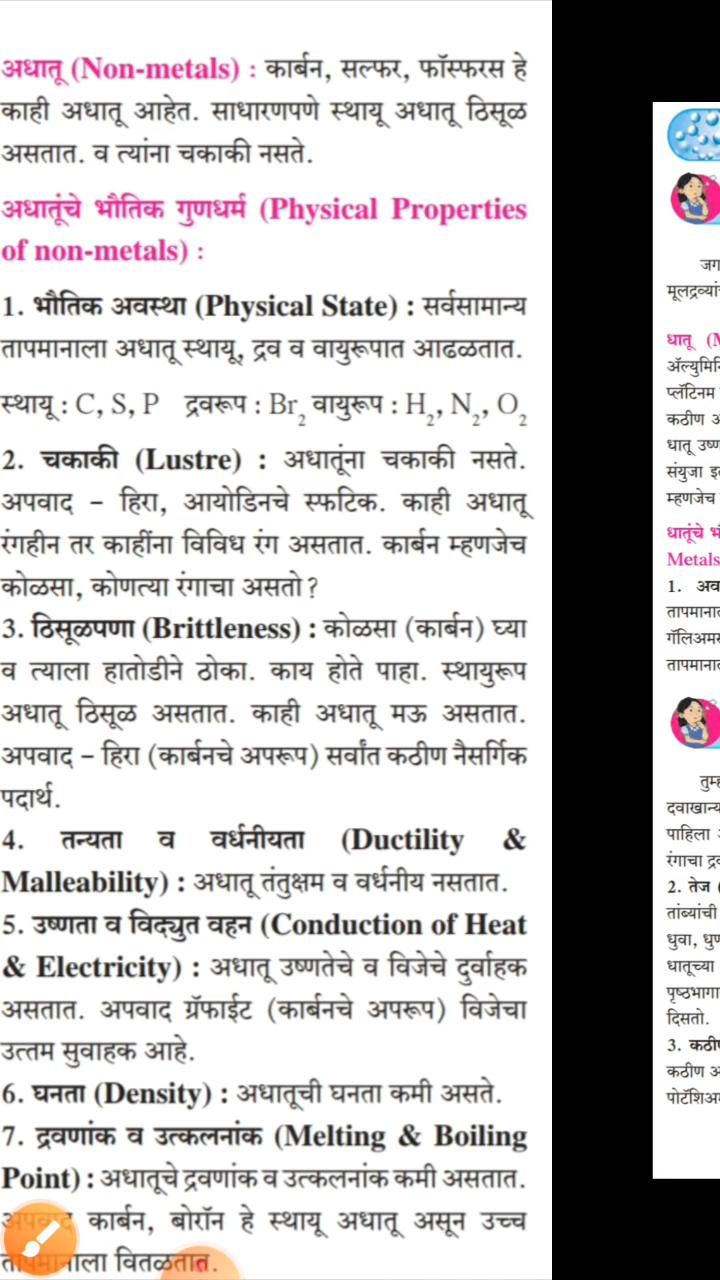 अधातू (Non-metals) : कार्बन, सल्फर, फॉस्फरस हे
काही अधातू आहेत. साधारणपणे स्थायू अधातू ठिसूळ
असतात. व त्यांना चकाकी नसते.
अधातूंचे भौतिक गुणधर्म (Physical Properties
of non-metals) :
1. भौतिक अवस्था (Physical State) : सर्वसामान्य
तापमानाला अधातू स्थायू, द्रव व वायुरूपात आढळतात.
स्थायू : C, S, P द्रवरूप : Br₂ वायुरूप : H₂, N₂, O₂
2. चकाकी (Lustre) : अधातूंना चकाकी नसते.
अपवाद – हिरा, आयोडिनचे स्फटिक. काही अधातू
रंगहीन तर काहींना विविध रंग असतात. कार्बन म्हणजेच
कोळसा, कोणत्या रंगाचा असतो?
3. ठिसूळपणा (Brittleness) : कोळसा (कार्बन) घ्या
व त्याला हातोडीने ठोका. काय होते पाहा. स्थायुरूप
अधातू ठिसूळ असतात. काही अधातू मऊ असतात.
अपवाद – हिरा (कार्बनचे अपरूप) सर्वांत कठीण नैसर्गिक
पदार्थ.
4. तन्यता व वर्धनीयता (Ductility &
Malleability) : अधातू तंतुक्षम व वर्धनीय नसतात.
5. उष्णता व विद्युत वहन (Conduction of Heat
& Electricity) : अधातू उष्णतेचे व विजेचे दुर्वाहक
असतात. अपवाद ग्रॅफाईट (कार्बनचे अपरूप) विजेचा
उत्तम सुवाहक आहे.
6. घनता (Density) : अधातूची घनता कमी असते.
7. द्रवणांक व उत्कलनांक (Melting & Boiling
Point) : अधातूचे द्रवणांक व उत्कलनांक कमी असतात.
अपवाद कार्बन, बोरॉन हे स्थायू अधातू असून उच्च
तापमानाला वितळतात.
जग
मूलद्रव्यां
धातू (M
ॲल्युमिनि
प्लॅटिनम
कठीण अ
धातू उष्ण
संयुजा इ
म्हणजेच
धातूंचे भ
Metals
1. अव
तापमानात
गॅलिअमस
तापमानात
तुम्ह
दवाखान्य
पाहिला
रंगाचा द्र
2. तेज (
तांब्यांची
धुवा, धुण
धातूच्या
पृष्ठभागा
दिसतो.
3. कठीण
कठीण अ
पोटॅशिअम